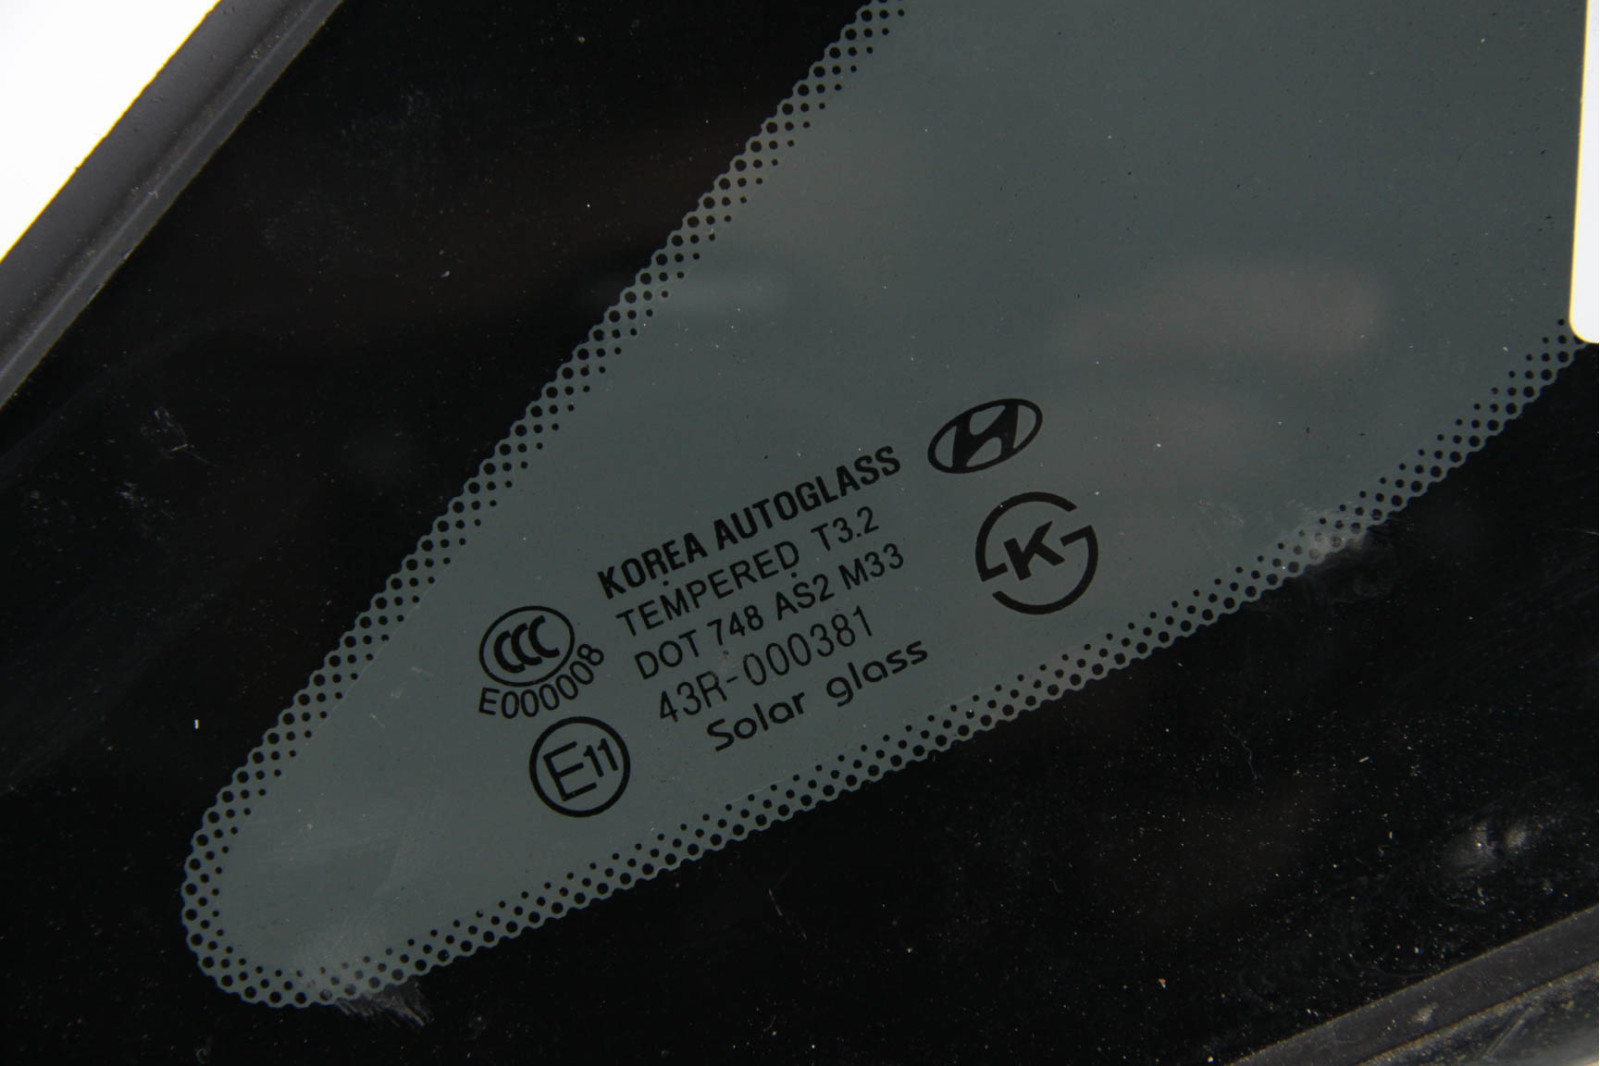 KOREA AUTOGLASS
TEMPERED T3.2
DOT 748 AS2 M33
43R-000381
Solar glass
CCC
E000008
E11
K